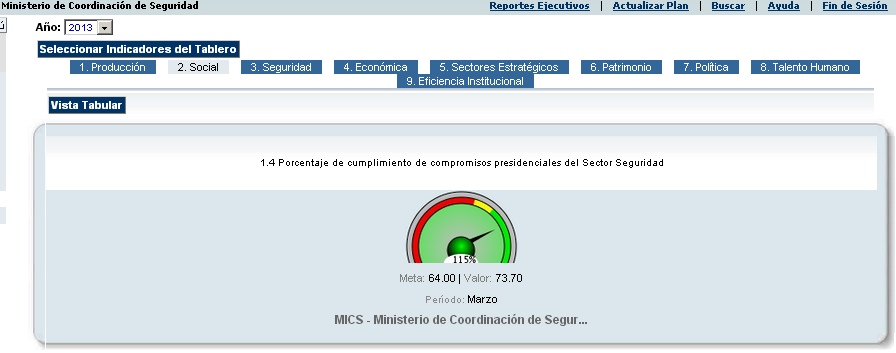 Ministerio de Coordinación de Seguridad
Reportes Ejecutivos | Actualizar Plan | Buscar | Ayuda | Fin de Sesión
Año: 2013
Seleccionar Indicadores del Tablero
1. Producción 2. Social 3. Seguridad 4. Económica 5. Sectores Estratégicos 6. Patrimonio 7. Política 8. Talento Humano
9. Eficiencia Institucional
Vista Tabular
1.4 Porcentaje de cumplimiento de compromisos presidenciales del Sector Seguridad
115%
Meta: 64.00 | Valor: 73.70
Período: Marzo
MICS - Ministerio de Coordinación de Segur...